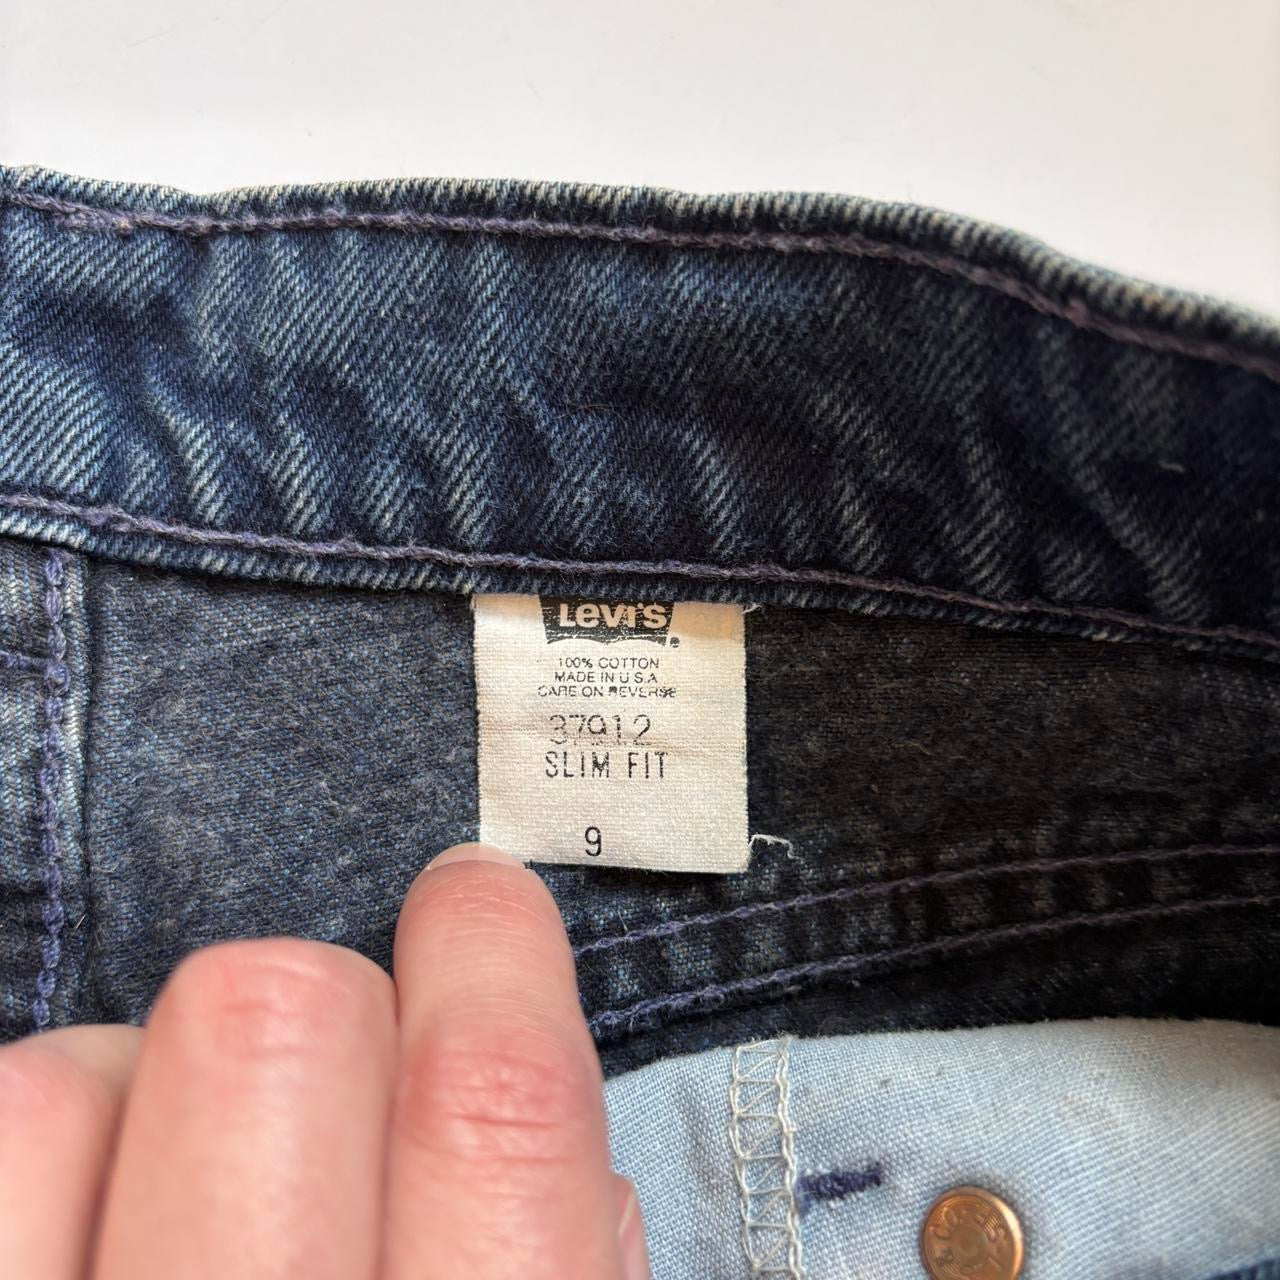 Levi's
100% COTTON
MADE IN U S A
CARE ON REVERSE
37912
SLIM FIT
9